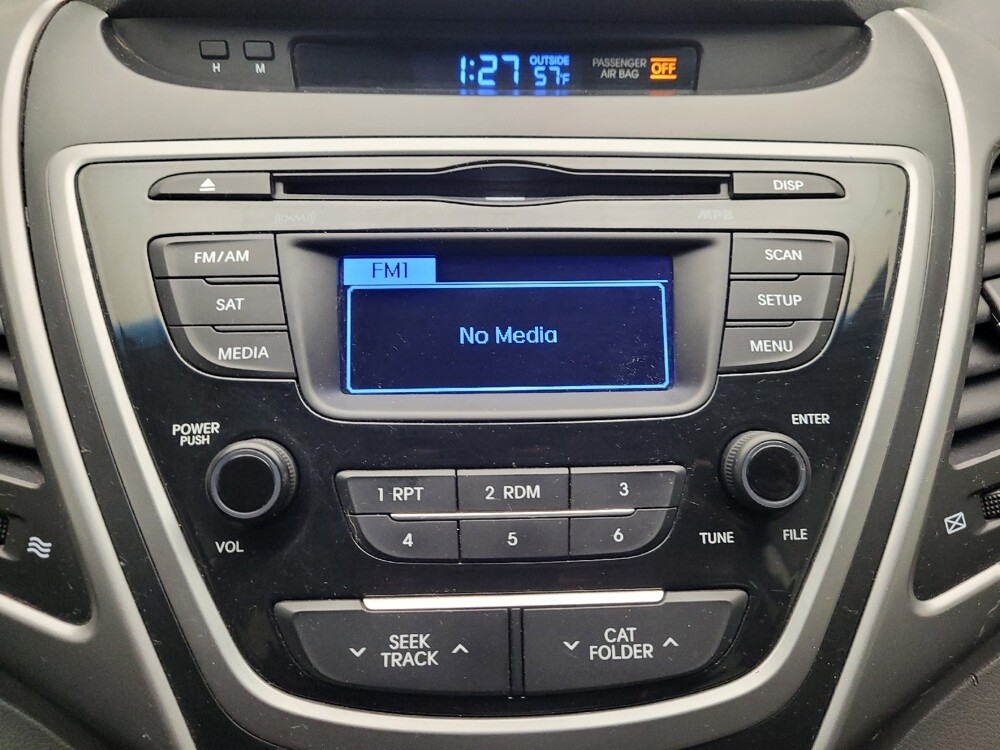 H M
1:27 OUTSIDE 57°F
PASSENGER
AIR BAG OFF
DISP
MP3
FM/AM
SAT
MEDIA
FM1
No Media
SCAN
SETUP
MENU
POWER
PUSH
VOL
1 RPT 2 RDM 3
4 5 6
ENTER
TUNE FILE
SEEK
TRACK
CAT
FOLDER